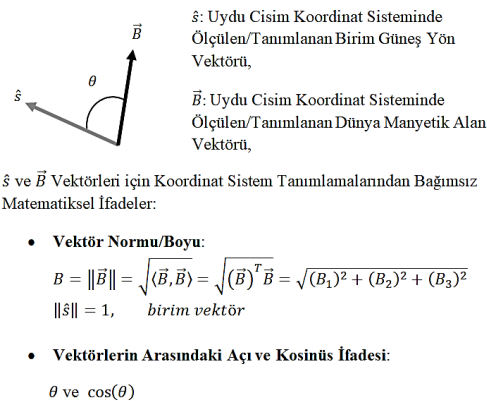 ŝ
θ
B⃗
ŝ: Uydu Cisim Koordinat Sisteminde
Ölçülen/Tanımlanan Birim Güneş Yön
Vektörü,
B⃗: Uydu Cisim Koordinat Sisteminde
Ölçülen/Tanımlanan Dünya Manyetik Alan
Vektörü,
ŝ ve B⃗ Vektörleri için Koordinat Sistem Tanımlamalarından Bağımsız
Matematiksel İfadeler:
• Vektör Normu/Boyu:
B = ‖B⃗‖ = √⟨B⃗, B⃗⟩ = √(B⃗)ᵀB⃗ = √(B₁)² + (B₂)² + (B₃)²
‖ŝ‖ = 1, birim vektör
• Vektörlerin Arasındaki Açı ve Kosinüs İfadesi:
θ ve cos(θ)